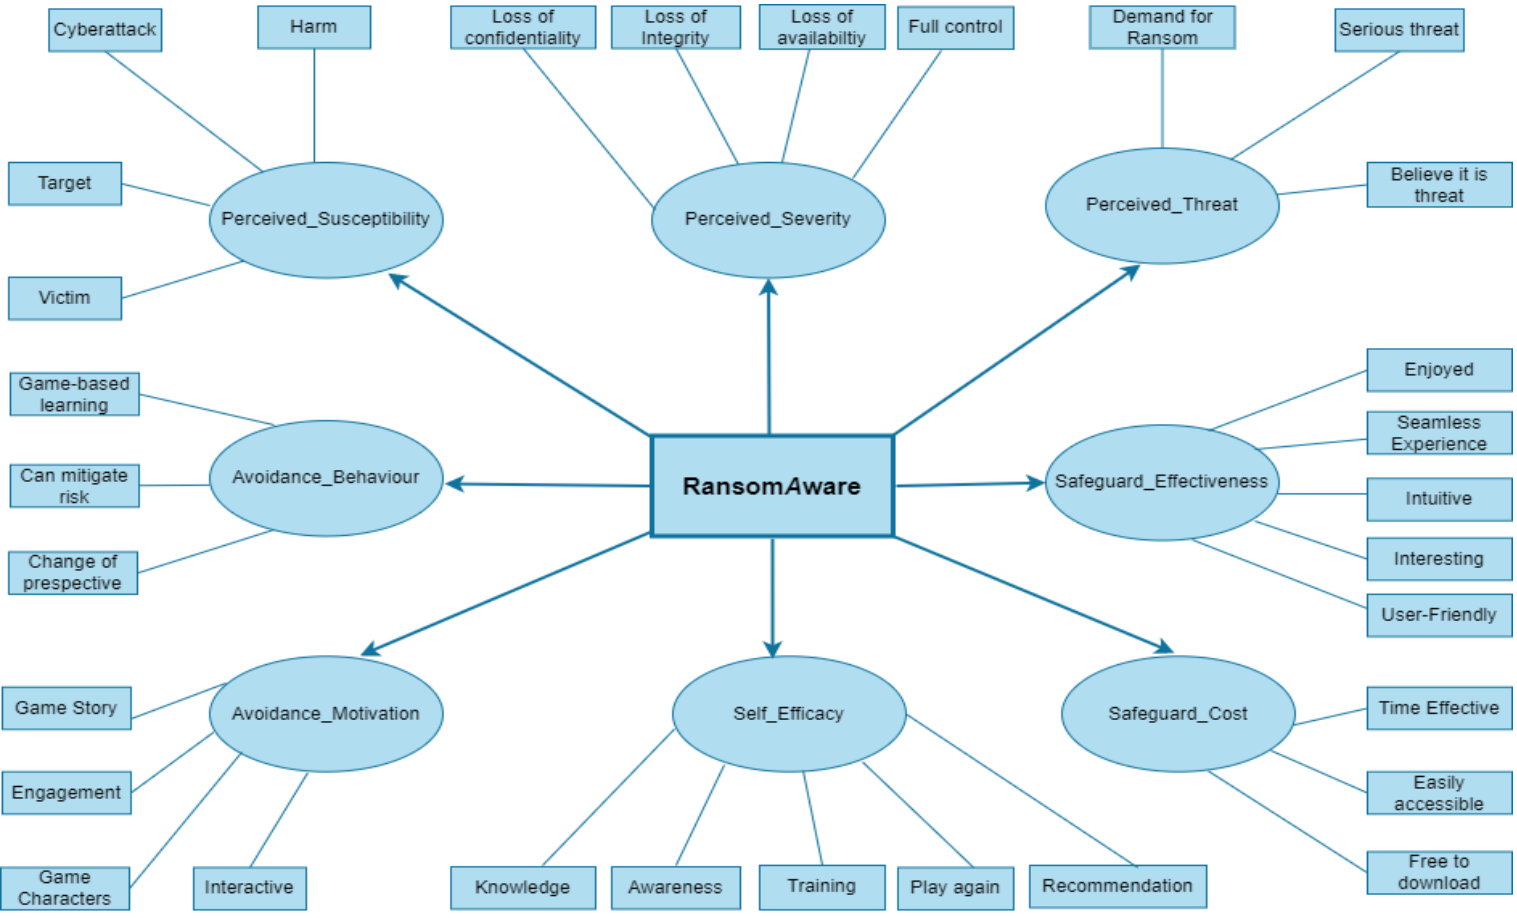 Cyberattack
Harm
Loss of
confidentiality
Loss of
Integrity
Loss of
availabiltiy
Full control
Demand for
Ransom
Serious threat
Target
Believe it is
threat
Perceived_Susceptibility
Perceived_Severity
Perceived_Threat
Victim
Game-based
learning
Enjoyed
Seamless
Experience
Can mitigate
risk
Avoidance_Behaviour
RansomAware
Safeguard_Effectiveness
Intuitive
Change of
prespective
Interesting
User-Friendly
Game Story
Avoidance_Motivation
Self_Efficacy
Safeguard_Cost
Time Effective
Engagement
Easily
accessible
Game
Characters
Interactive
Knowledge
Awareness
Training
Play again
Recommendation
Free to
download